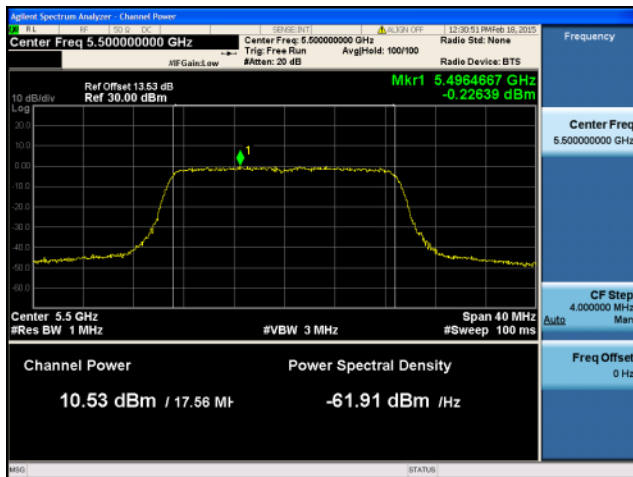 Agilent Spectrum Analyzer - Channel Power
RL RF 50 Ω DC SENSE:INT ALIGN OFF 12:30:51 PM Feb 18, 2015
Center Freq 5.500000000 GHz
Center Freq: 5.500000000 GHz
Radio Std: None
Trig: Free Run Avg|Hold: 100/100
#IFGain:Low #Atten: 20 dB Radio Device: BTS
Frequency
Mkr1 5.4964667 GHz
-0.22639 dBm
Ref Offset 13.53 dB
10 dB/div Ref 30.00 dBm
Log
20.0
10.0
0.00
-10.0
-20.0
-30.0
-40.0
-50.0
-60.0
1
Center 5.5 GHz Span 40 MHz
#Res BW 1 MHz #VBW 3 MHz #Sweep 100 ms
Center Freq
5.500000000 GHz
CF Step
4.000000 MHz
Auto Man
Freq Offset
0 Hz
Channel Power Power Spectral Density
10.53 dBm / 17.56 MH -61.91 dBm /Hz
MSG STATUS